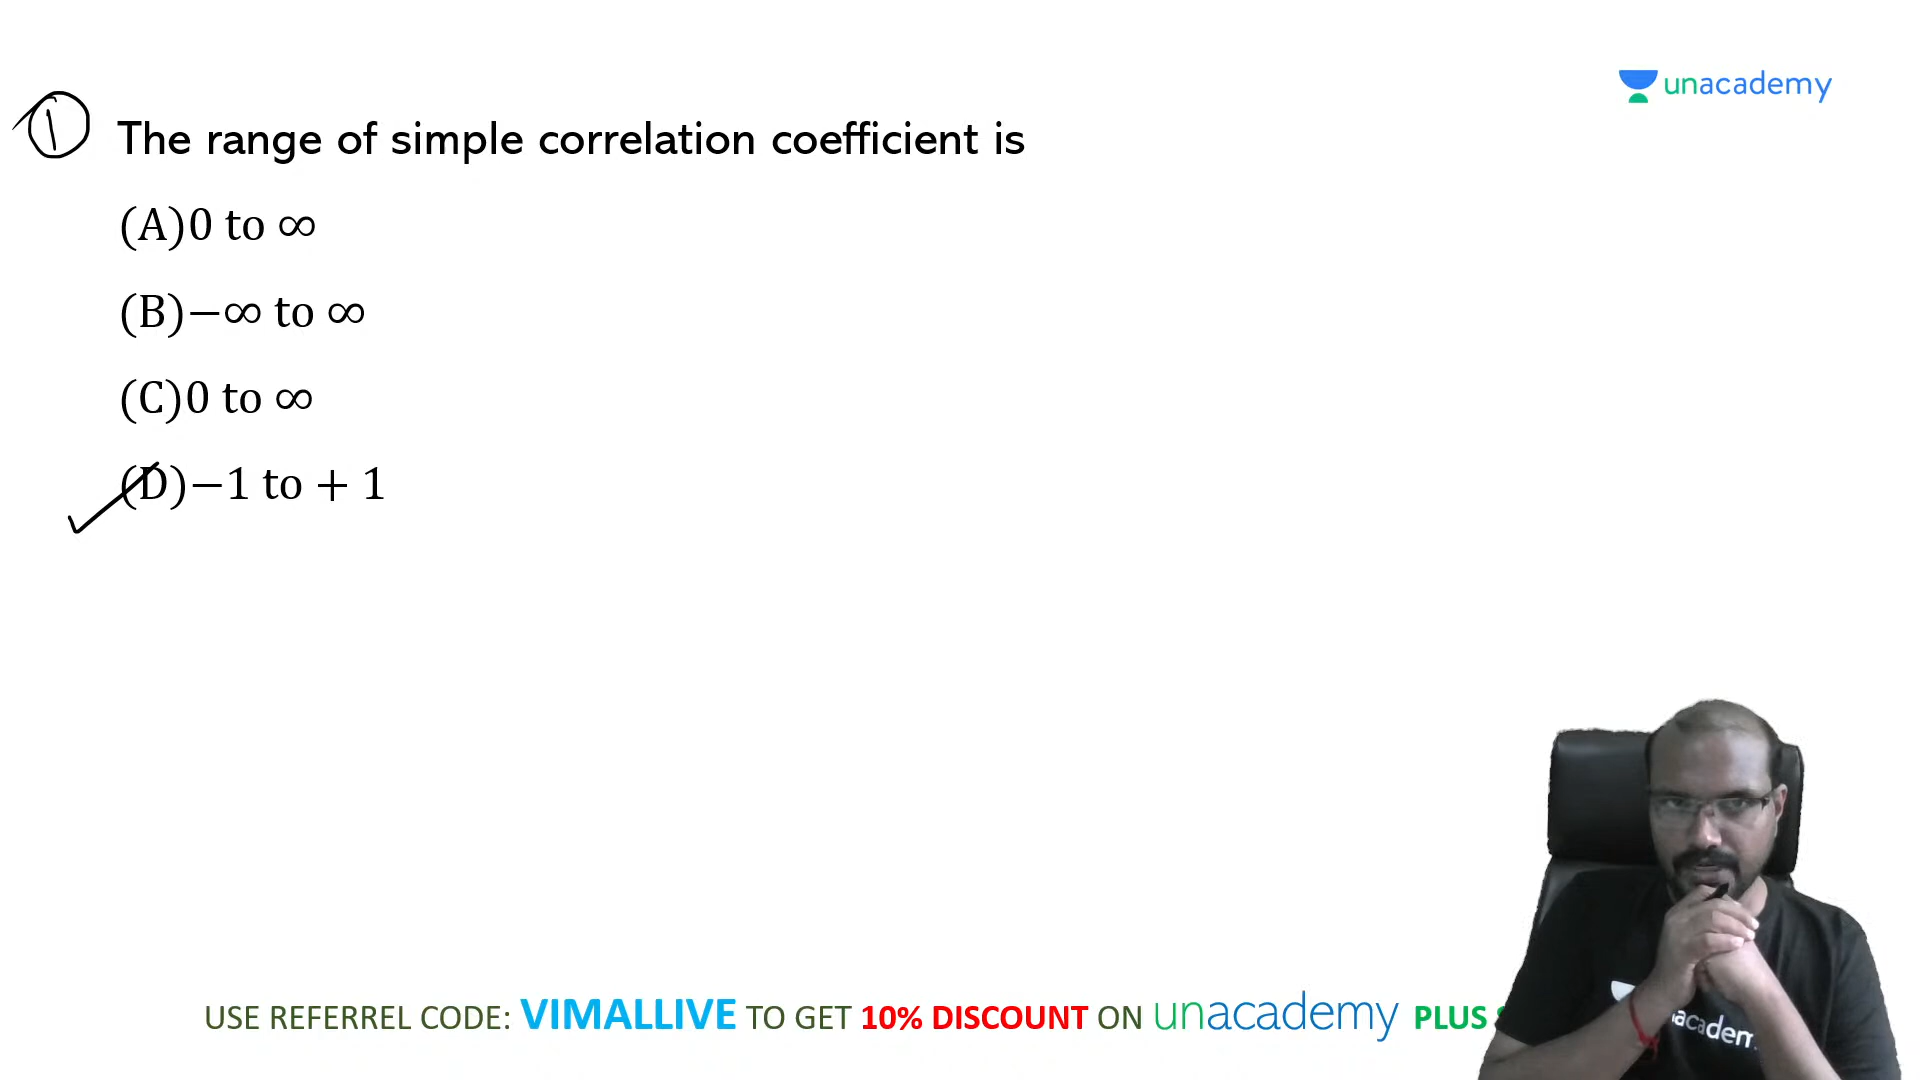 unacademy
1 The range of simple correlation coefficient is
(A)0 to ∞
(B)−∞ to ∞
(C)0 to ∞
(D)−1 to + 1
USE REFERREL CODE: VIMALLIVE TO GET 10% DISCOUNT ON unacademy PLUS